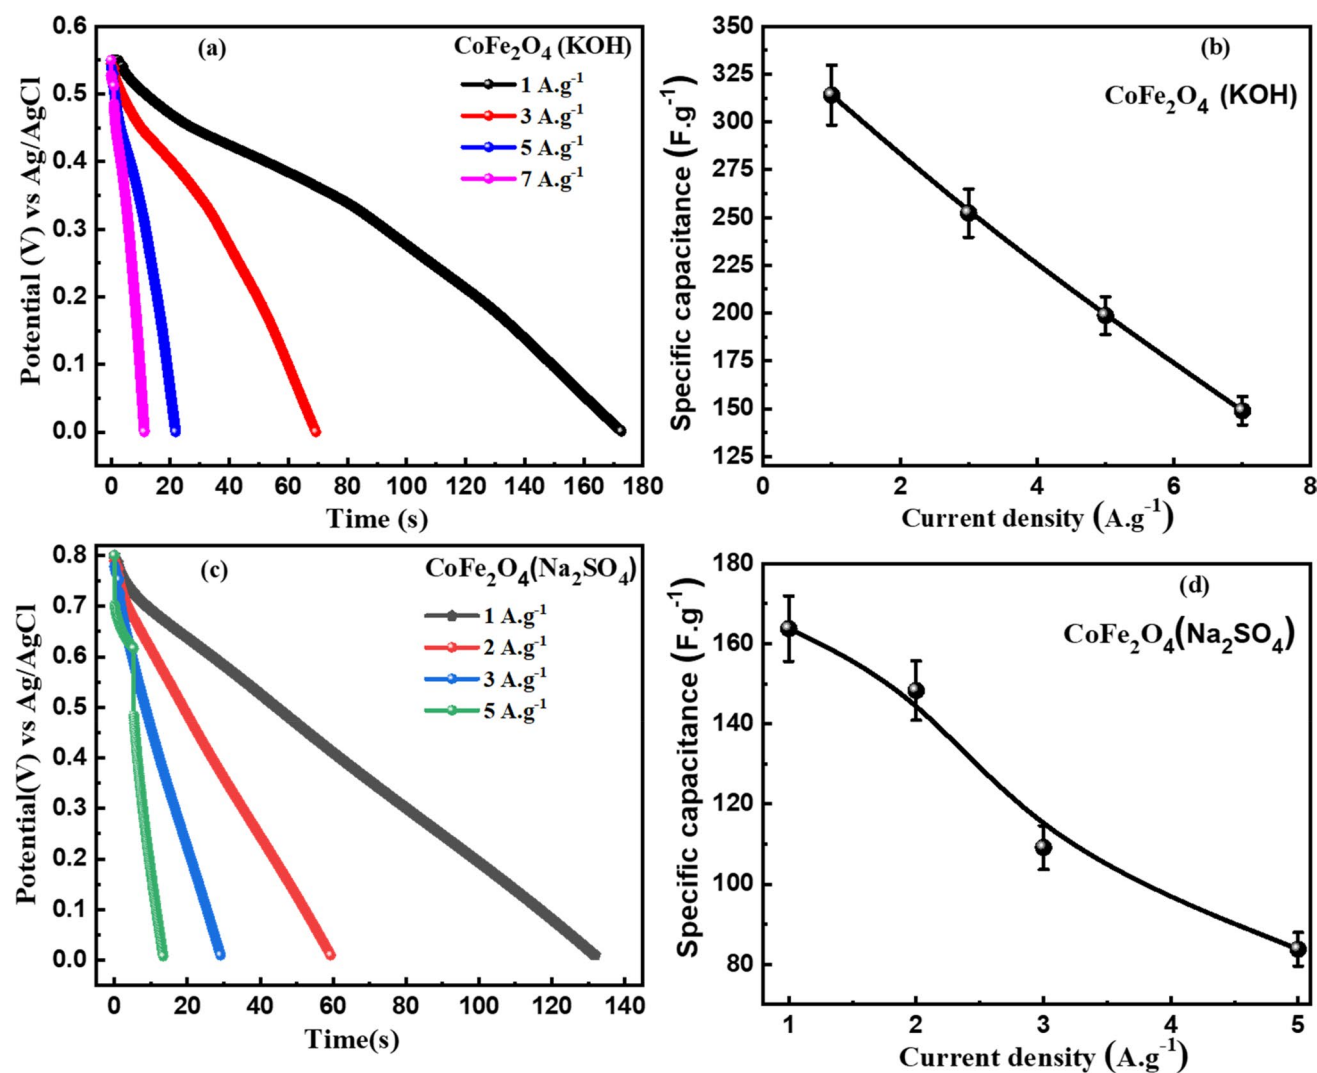 (a)
CoFe₂O₄ (KOH)
1 A.g⁻¹
3 A.g⁻¹
5 A.g⁻¹
7 A.g⁻¹
Potential (V) vs Ag/AgCl
0.6
0.5
0.4
0.3
0.2
0.1
0.0
0 20 40 60 80 100 120 140 160 180
Time (s)
(b)
CoFe₂O₄ (KOH)
Specific capacitance (F.g⁻¹)
350
325
300
275
250
225
200
175
150
125
0 2 4 6 8
Current density (A.g⁻¹)
(c)
CoFe₂O₄(Na₂SO₄)
1 A.g⁻¹
2 A.g⁻¹
3 A.g⁻¹
5 A.g⁻¹
Potential(V) vs Ag/AgCl
0.8
0.7
0.6
0.5
0.4
0.3
0.2
0.1
0.0
0 20 40 60 80 100 120 140
Time(s)
(d)
CoFe₂O₄(Na₂SO₄)
Specific capacitance (F.g⁻¹)
180
160
140
120
100
80
1 2 3 4 5
Current density (A.g⁻¹)